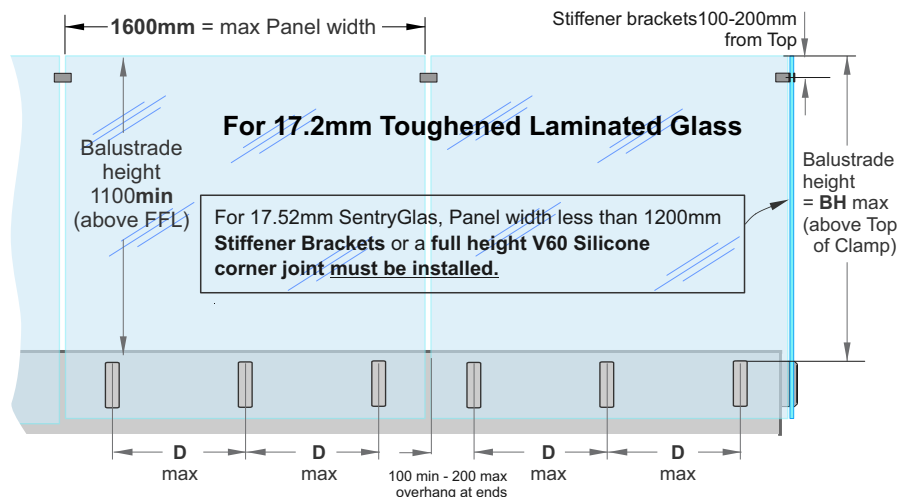 1600mm = max Panel width
Stiffener brackets100-200mm
from Top
For 17.2mm Toughened Laminated Glass
Balustrade
height
1100min
(above FFL)
For 17.52mm SentryGlas, Panel width less than 1200mm
Stiffener Brackets or a full height V60 Silicone
corner joint must be installed.
Balustrade
height
= BH max
(above Top
of Clamp)
D
max
D
max
100 min - 200 max
overhang at ends
D
max
D
max